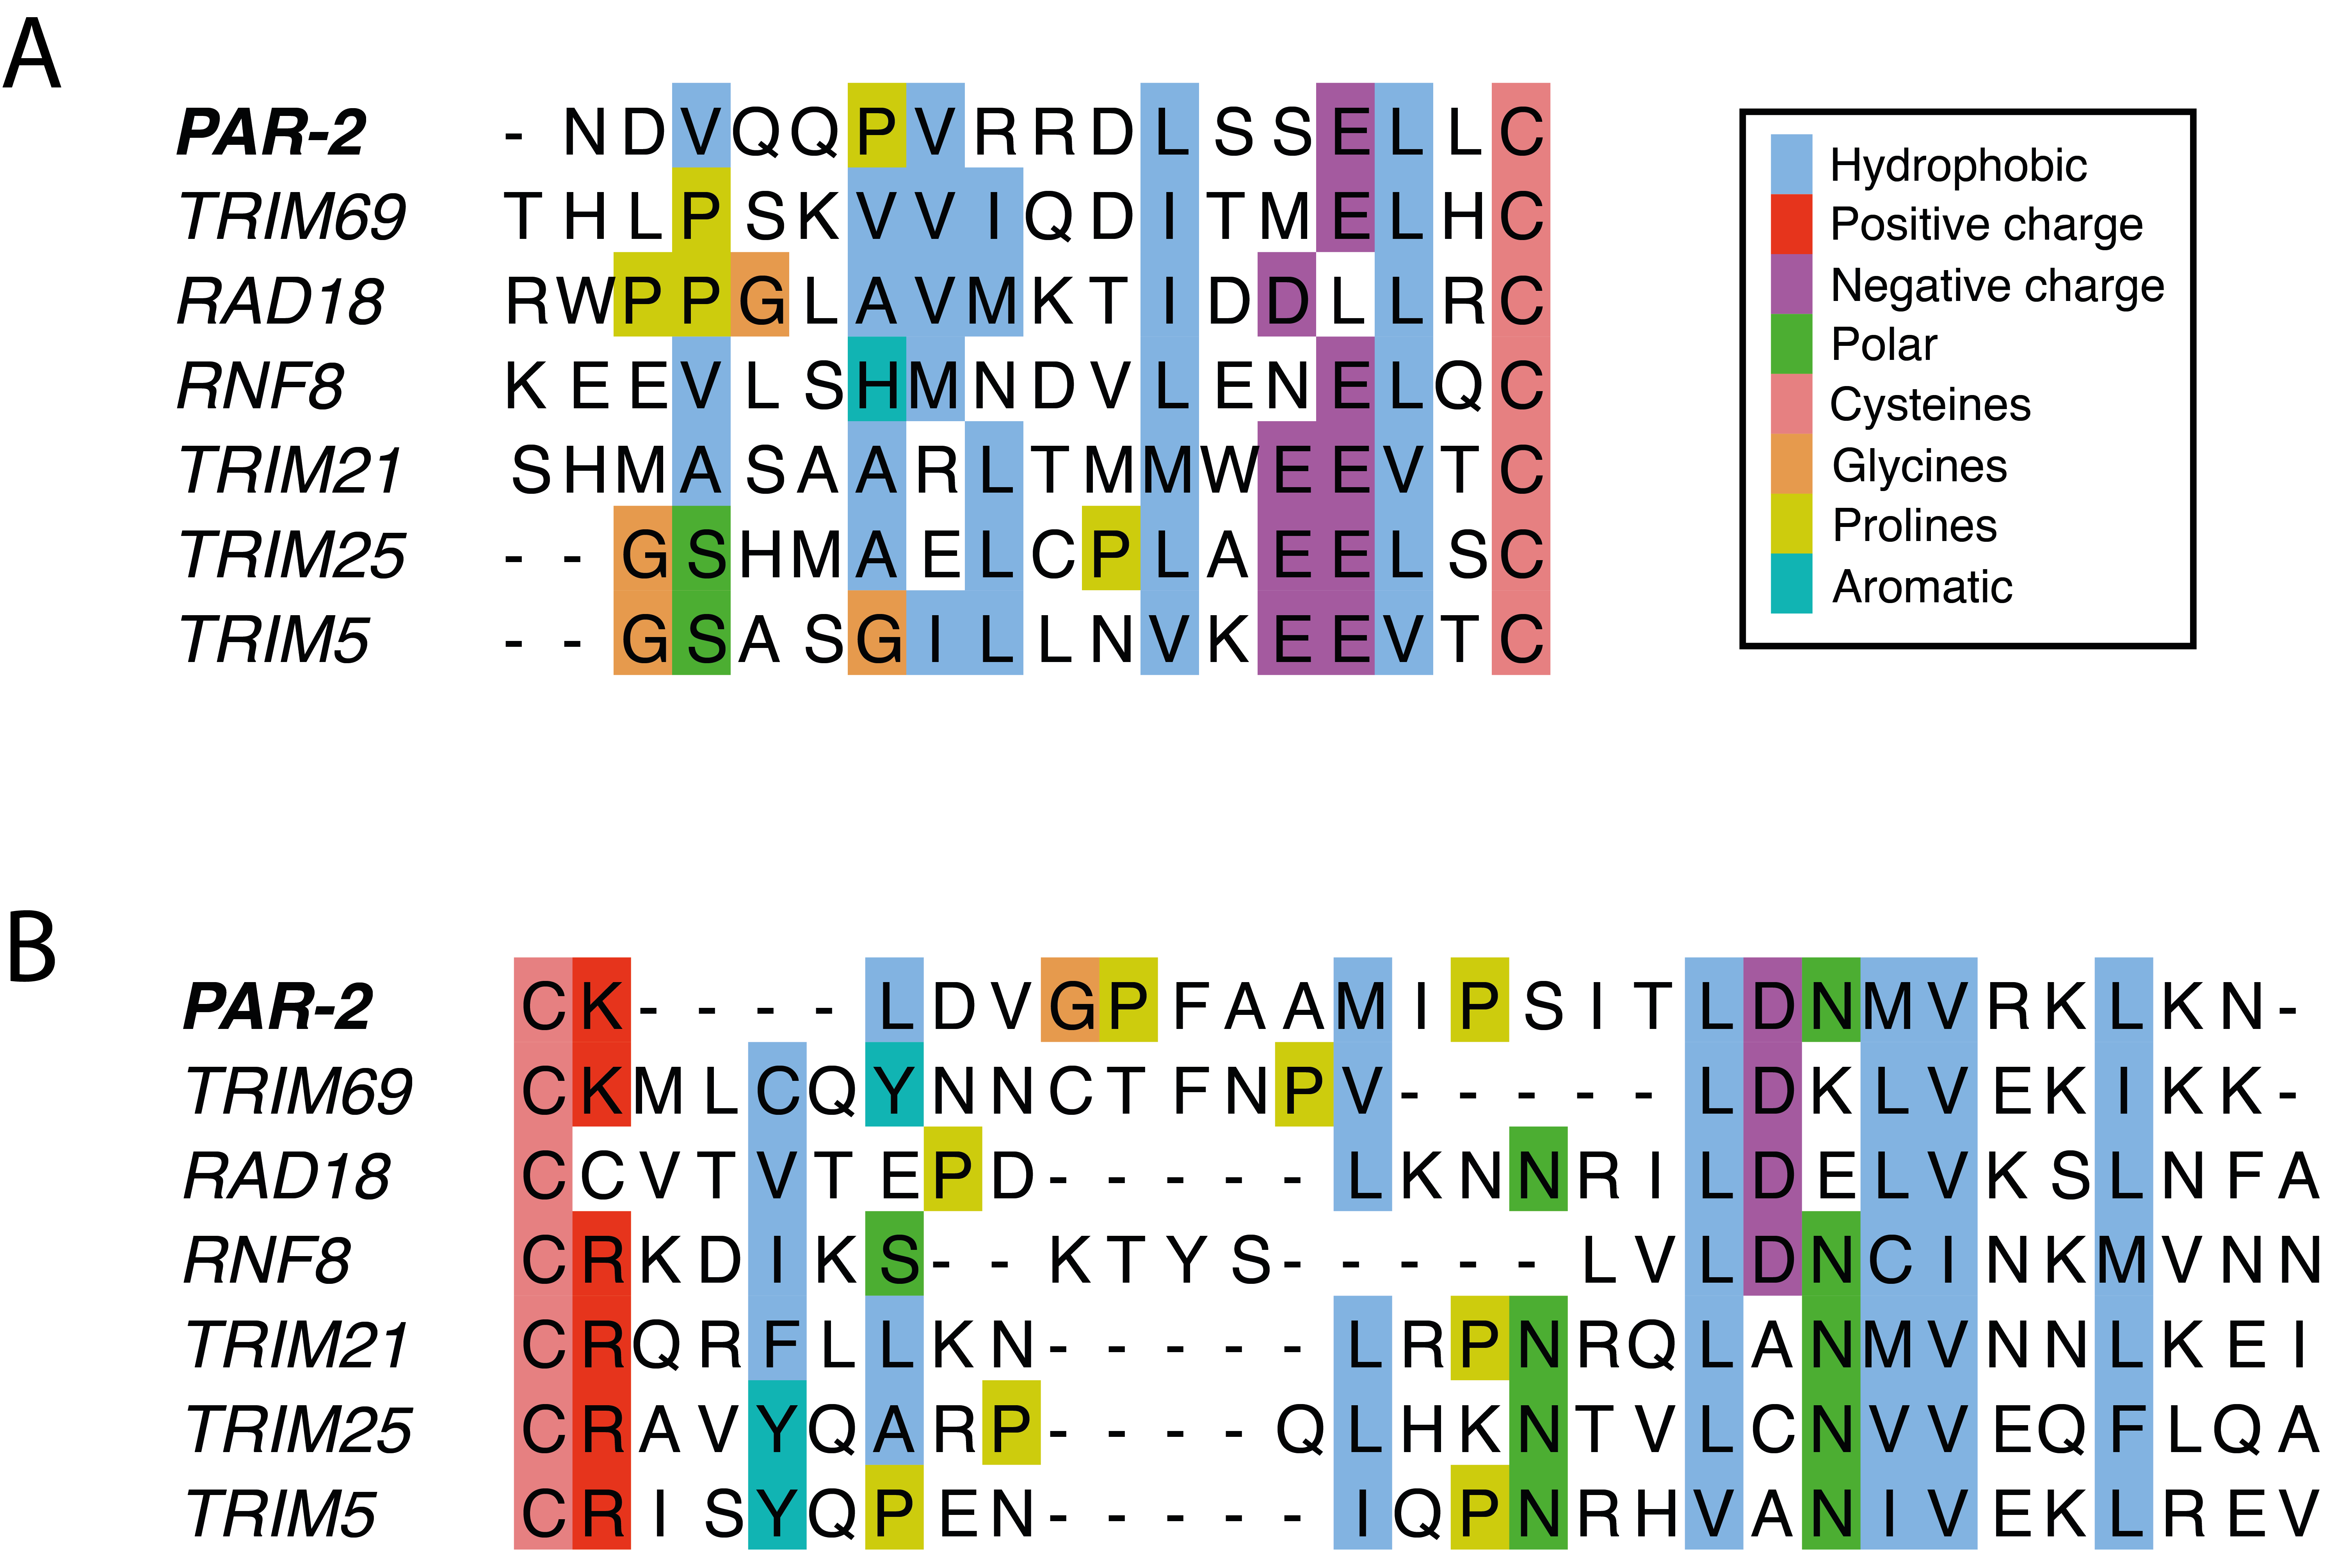 A
PAR-2 - N D V Q Q P V R R D L S S E L L C
TRIM69 T H L P S K V V I Q D I T M E L H C
RAD18 R W P P G L A V M K T I D D L L R C
RNF8 K E E V L S H M N D V L E N E L Q C
TRIM21 S H M A S A A R L T M M W E E V T C
TRIM25 - - G S H M A E L C P L A E E L S C
TRIM5 - - G S A S G I L L N V K E E V T C
Hydrophobic
Positive charge
Negative charge
Polar
Cysteines
Glycines
Prolines
Aromatic
B
PAR-2 C K - - - - L D V G P F A A M I P S I T L D N M V R K L K N -
TRIM69 C K M L C Q Y N N C T F N P V - - - - - L D K L V E K I K K -
RAD18 C C V T V T E P D - - - - - L K N N R I L D E L V K S L N F A
RNF8 C R K D I K S - - K T Y S - - - - - L V L D N C I N K M V N N
TRIM21 C R Q R F L L K N - - - - - L R P N R Q L A N M V N N L K E I
TRIM25 C R A V Y Q A R P - - - - Q L H K N T V L C N V V E Q F L Q A
TRIM5 C R I S Y Q P E N - - - - - I Q P N R H V A N I V E K L R E V